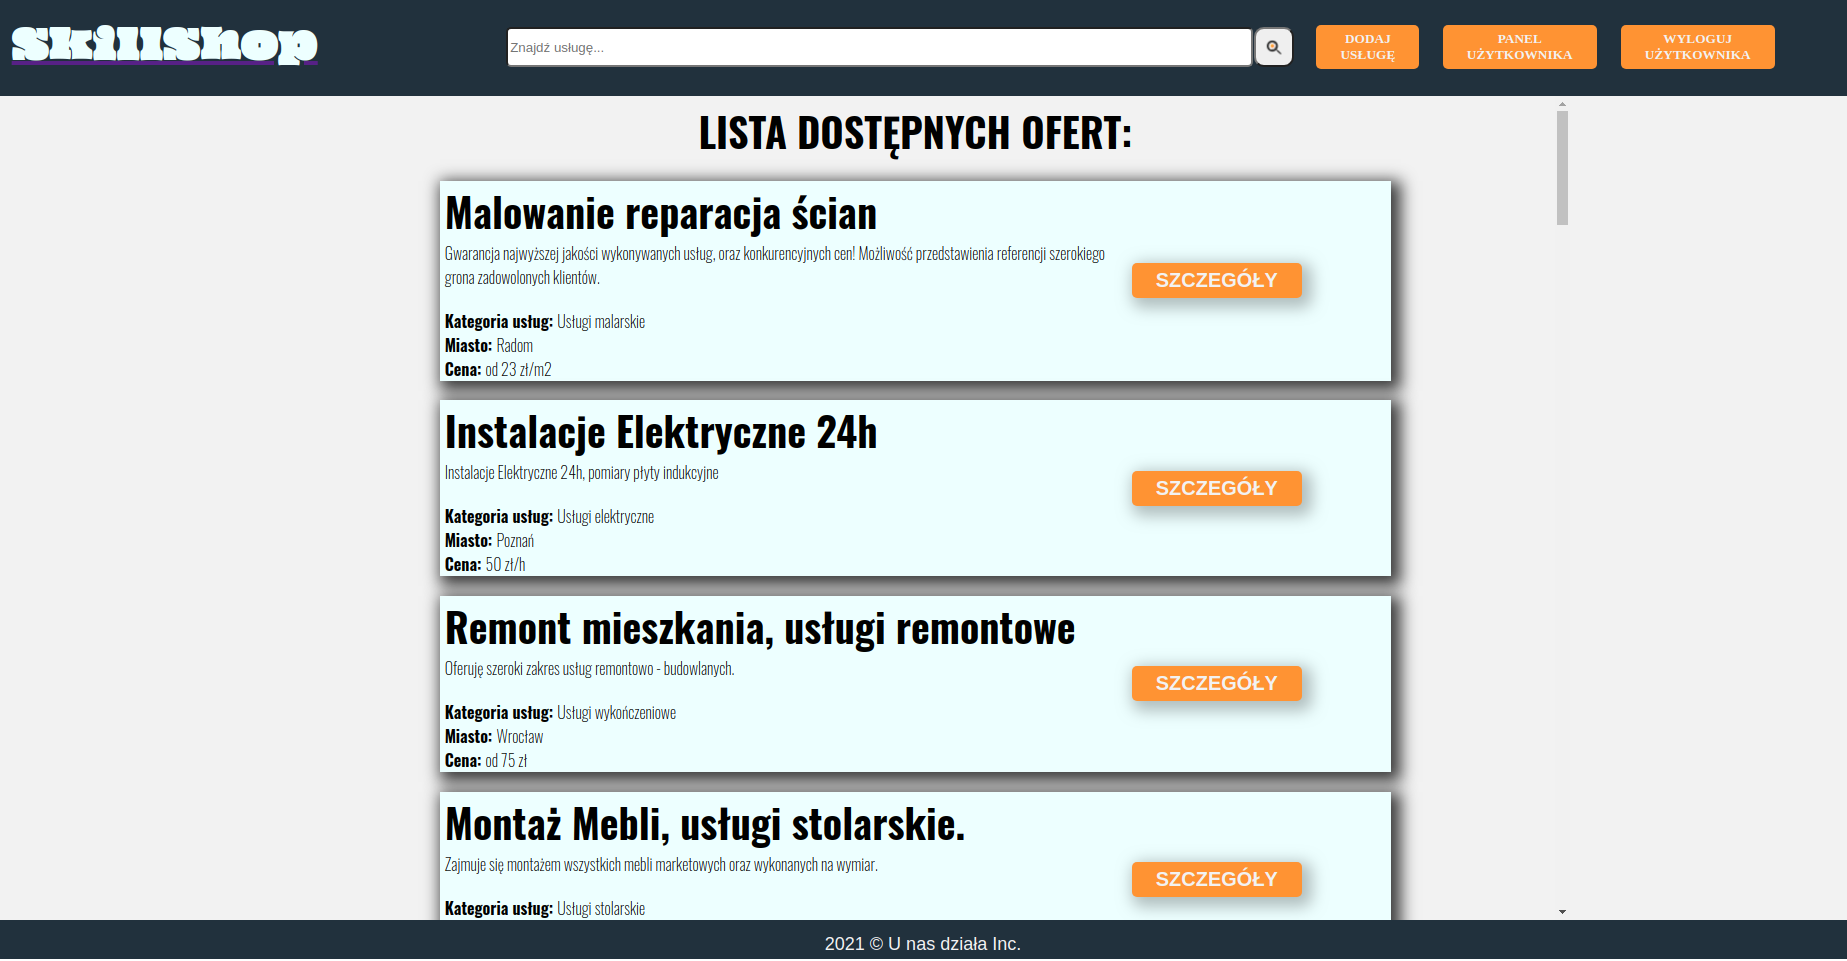 SkillShop
Znajdź usługę...
DODAJ
USŁUGĘ
PANEL
UŻYTKOWNIKA
WYLOGUJ
UŻYTKOWNIKA
LISTA DOSTĘPNYCH OFERT:
Malowanie reparacja ścian
Gwarancja najwyższej jakości wykonywanych usług, oraz konkurencyjnych cen! Możliwość przedstawienia referencji szerokiego
grona zadowolonych klientów.
SZCZEGÓŁY
Kategoria usług: Usługi malarskie
Miasto: Radom
Cena: od 23 zł/m2
Instalacje Elektryczne 24h
Instalacje Elektryczne 24h, pomiary płyty indukcyjne
SZCZEGÓŁY
Kategoria usług: Usługi elektryczne
Miasto: Poznań
Cena: 50 zł/h
Remont mieszkania, usługi remontowe
Oferuję szeroki zakres usług remontowo - budowlanych.
SZCZEGÓŁY
Kategoria usług: Usługi wykończeniowe
Miasto: Wrocław
Cena: od 75 zł
Montaż Mebli, usługi stolarskie.
Zajmuje się montażem wszystkich mebli marketowych oraz wykonanych na wymiar.
SZCZEGÓŁY
Kategoria usług: Usługi stolarskie
2021 © U nas działa Inc.